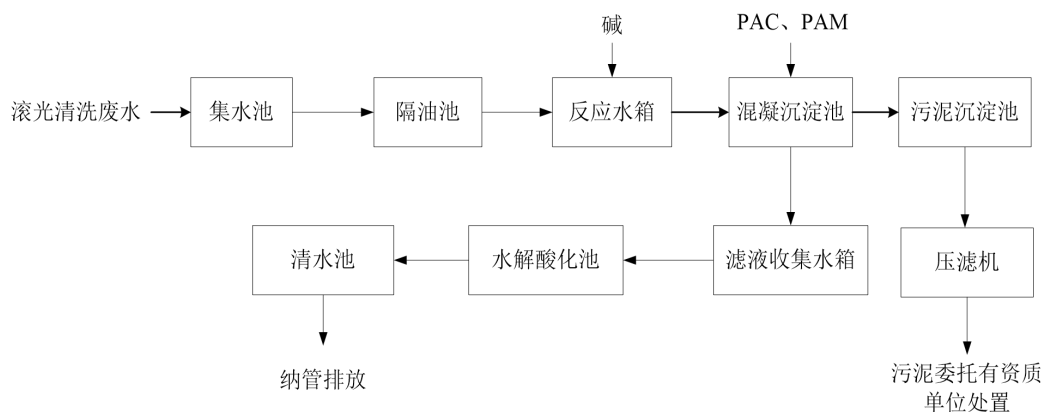 碱
PAC、PAM
滚光清洗废水
集水池
隔油池
反应水箱
混凝沉淀池
污泥沉淀池
清水池
水解酸化池
滤液收集水箱
压滤机
纳管排放
污泥委托有资质
单位处置